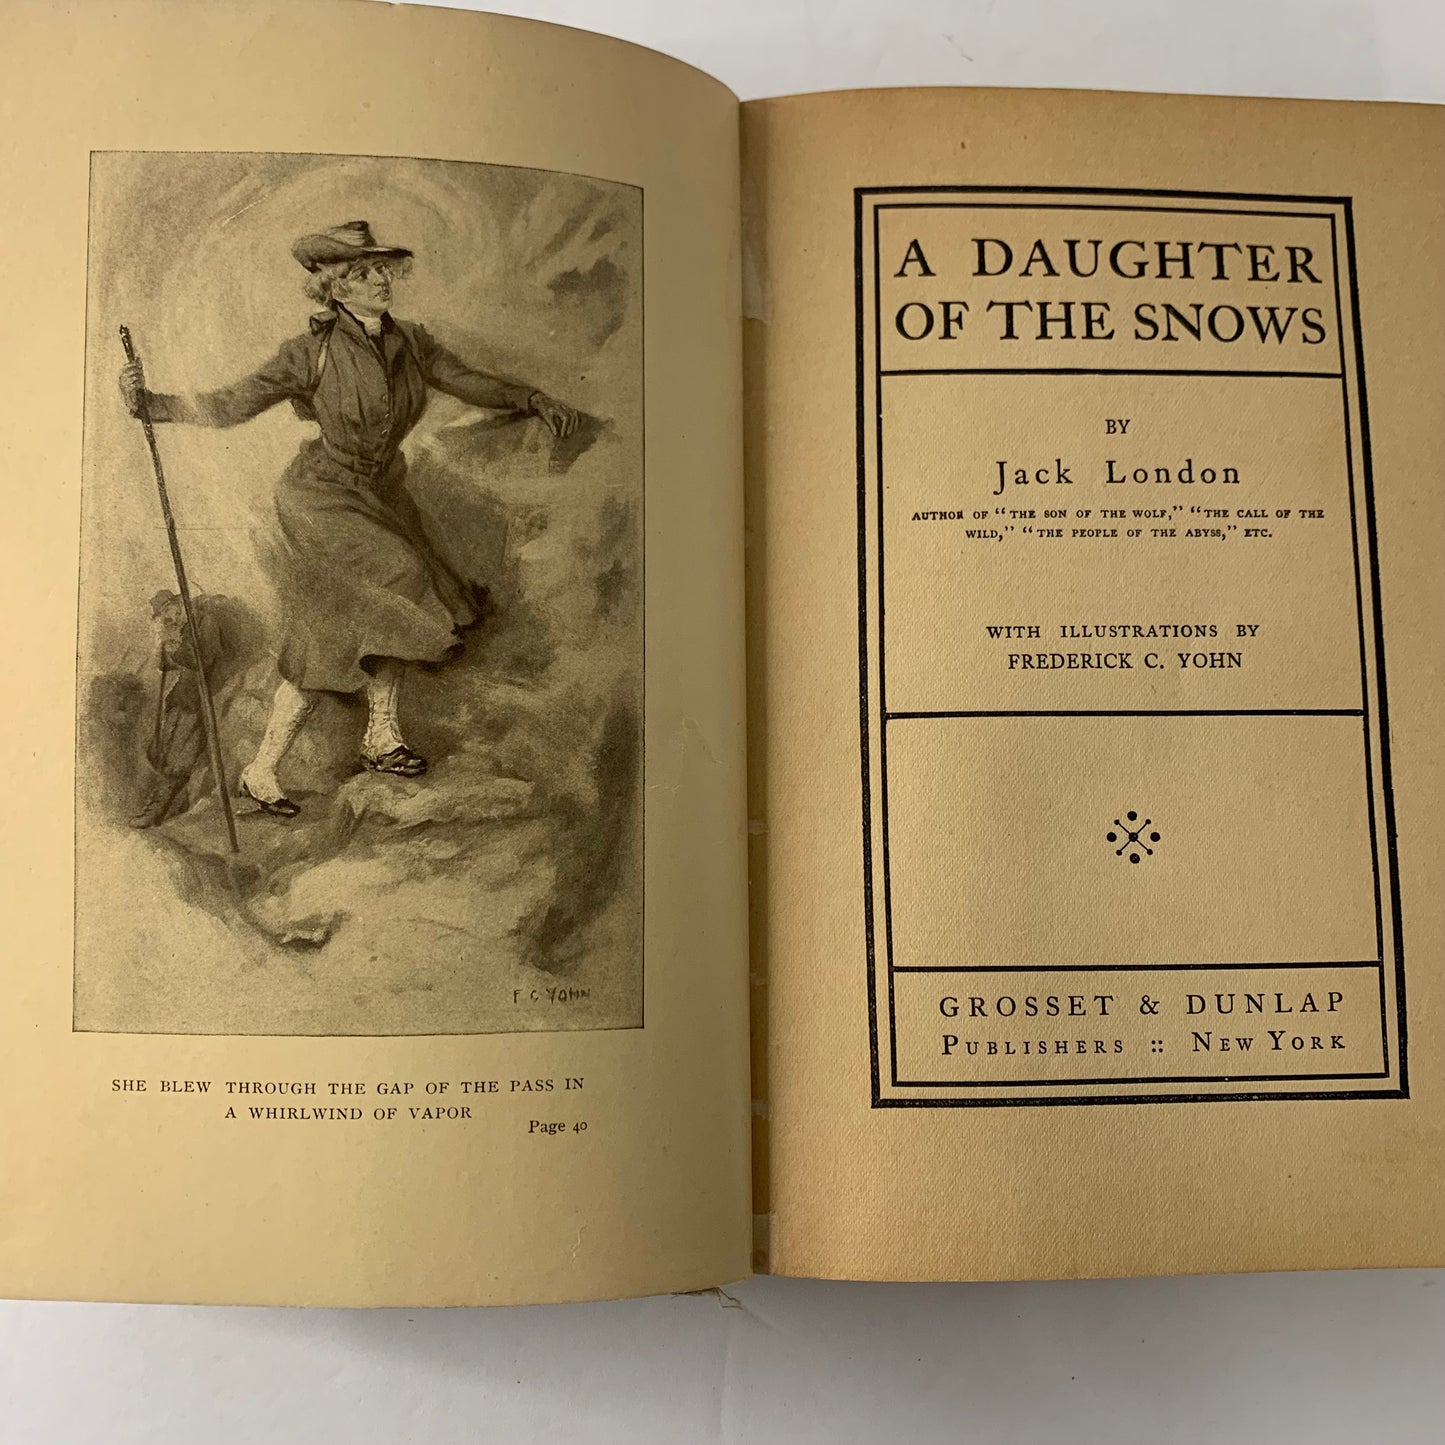 F C YOHN
SHE BLEW THROUGH THE GAP OF THE PASS IN
A WHIRLWIND OF VAPOR
Page 40
A DAUGHTER
OF THE SNOWS
BY
Jack London
AUTHOR OF "THE SON OF THE WOLF," "THE CALL OF THE
WILD," "THE PEOPLE OF THE ABYSS," ETC.
WITH ILLUSTRATIONS BY
FREDERICK C. YOHN
GROSSET & DUNLAP
PUBLISHERS :: NEW YORK